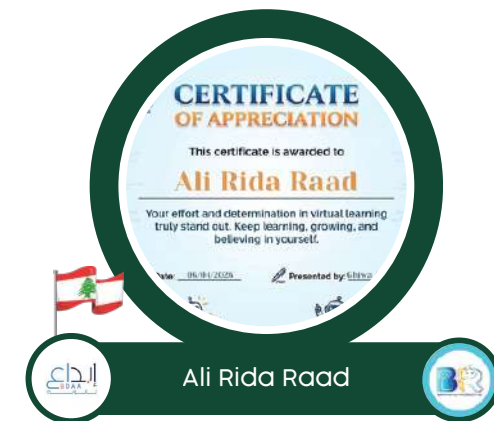 CERTIFICATE
OF APPRECIATION
This certificate is awarded to
Ali Rida Raad
Your effort and determination in virtual learning
truly stand out. Keep learning, growing, and
believing in yourself.
Presented by:
إبداع
Ali Rida Raad
BR